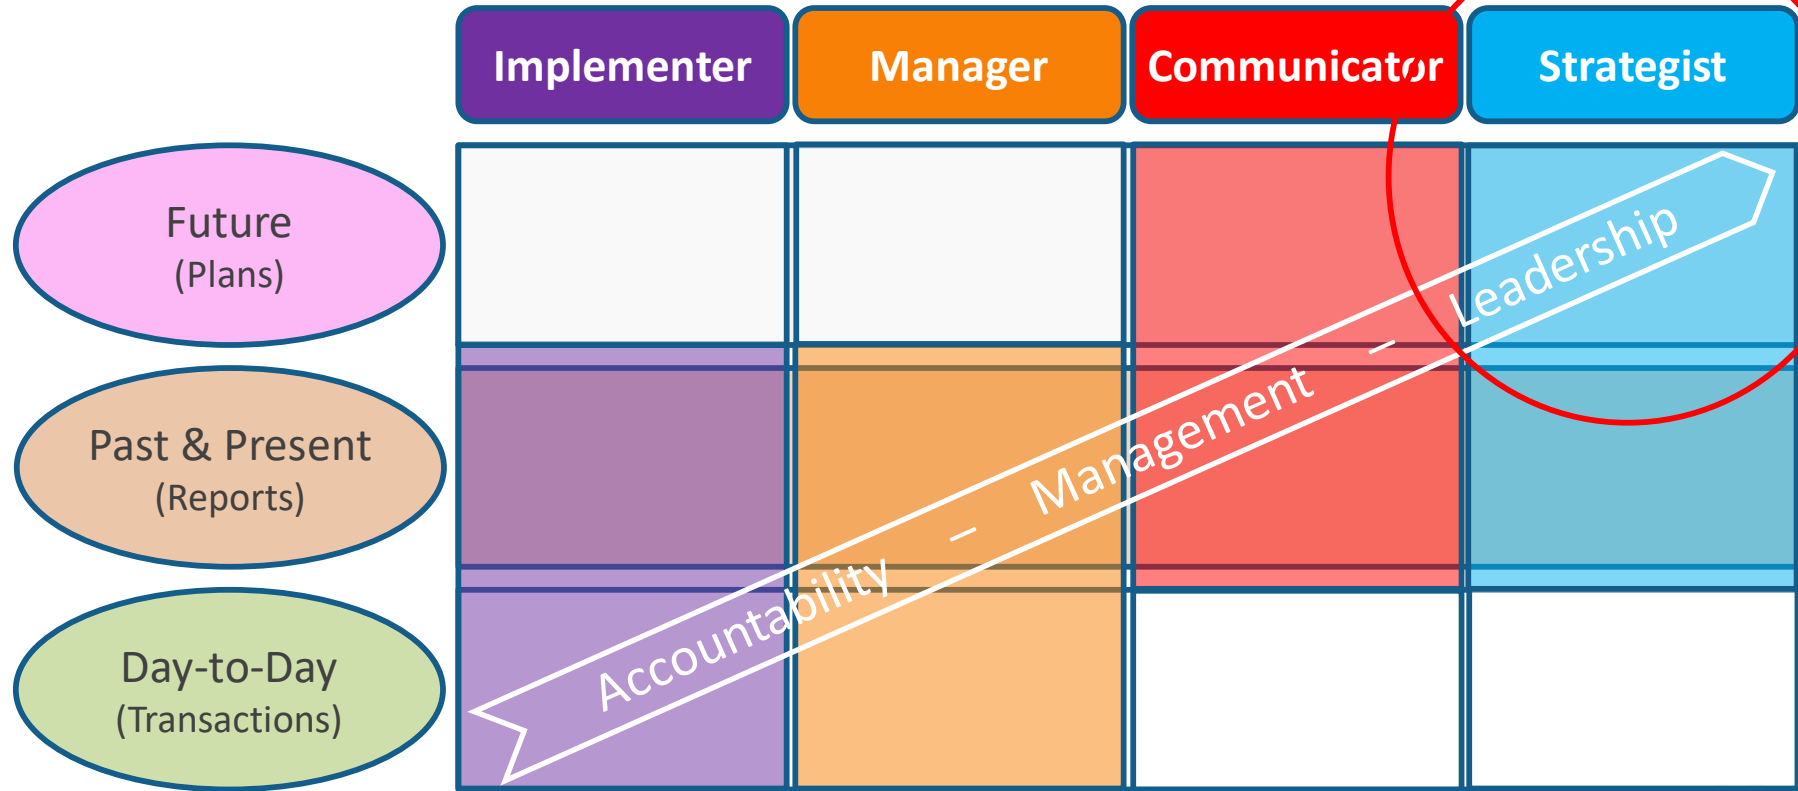 Implementer
Manager
Communicator
Strategist
Future
(Plans)
Past & Present
(Reports)
Day-to-Day
(Transactions)
Accountability – Management – Leadership